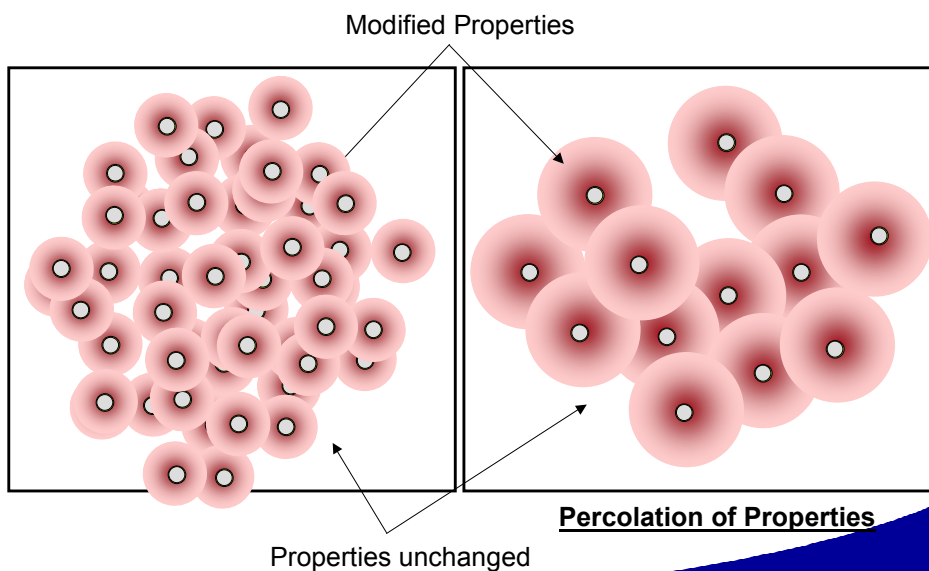 Modified Properties
Percolation of Properties
Properties unchanged